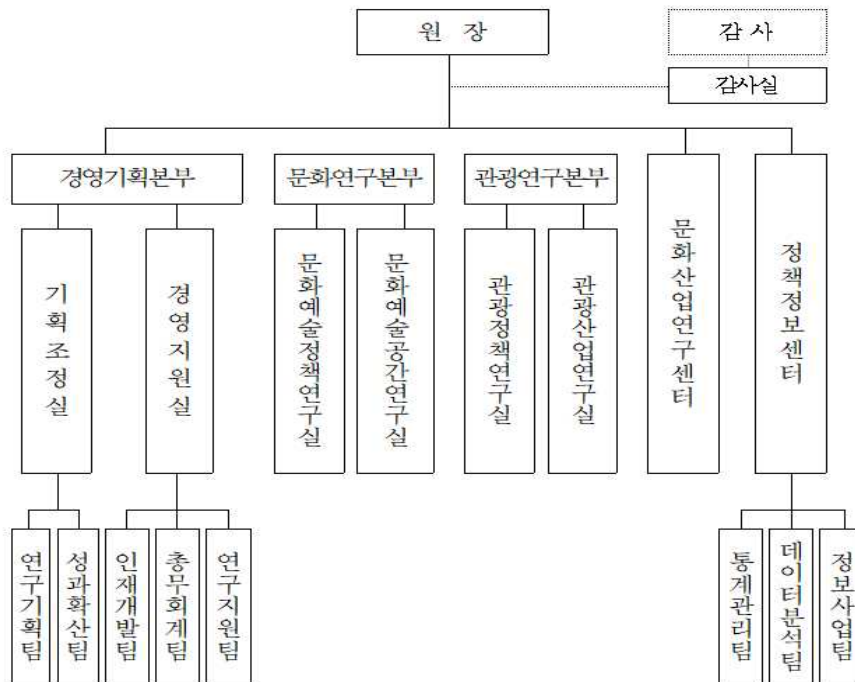 원 장
감 사
감사실
경영기획본부
문화연구본부
관광연구본부
문화산업연구센터
정책정보센터
기획조정실
경영지원실
문화예술정책연구실
문화예술공간연구실
관광정책연구실
관광산업연구실
연구기획팀
성과확산팀
인재개발팀
총무회계팀
연구지원팀
통계관리팀
데이터분석팀
정보사업팀